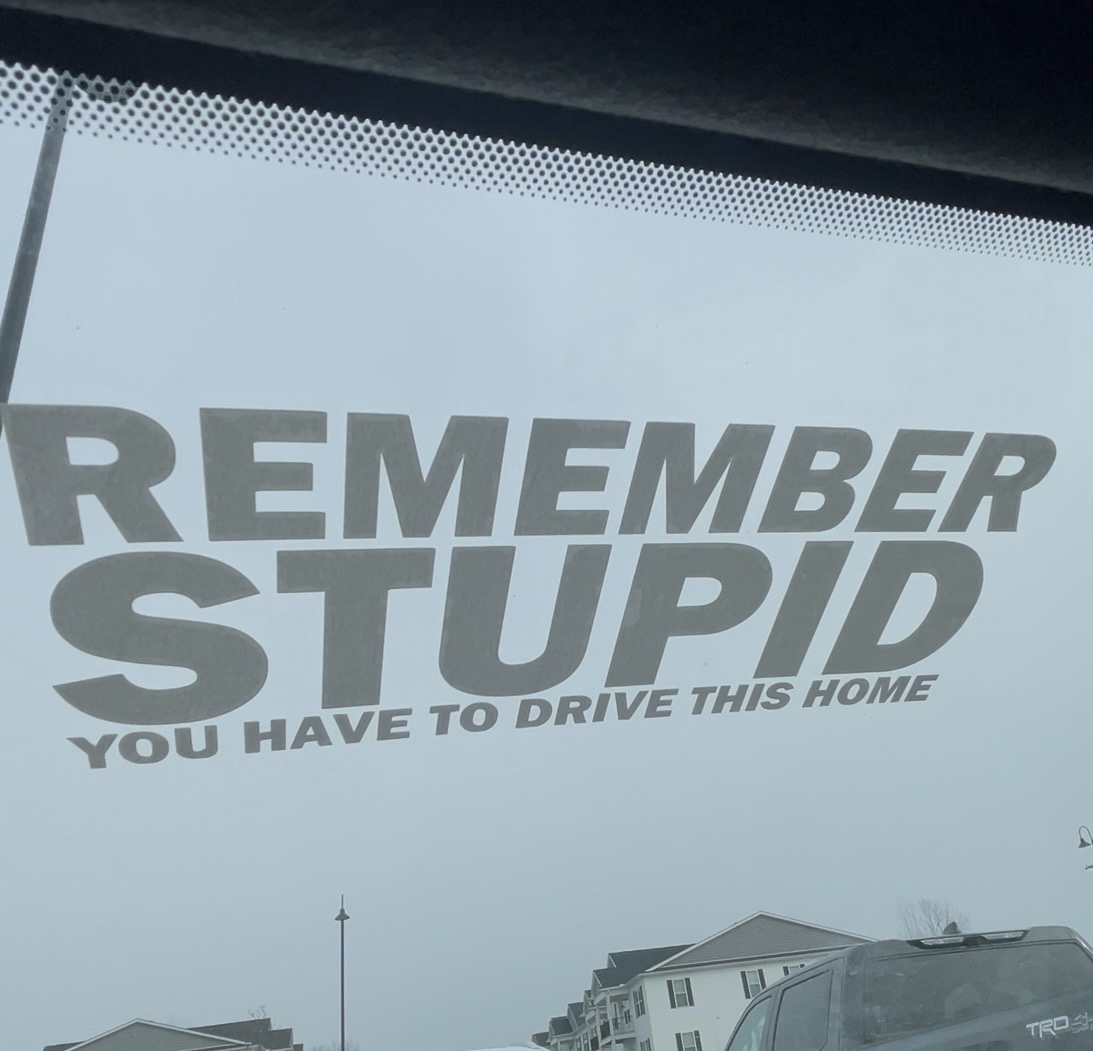 REMEMBER
STUPID
YOU HAVE TO DRIVE THIS HOME
TRD